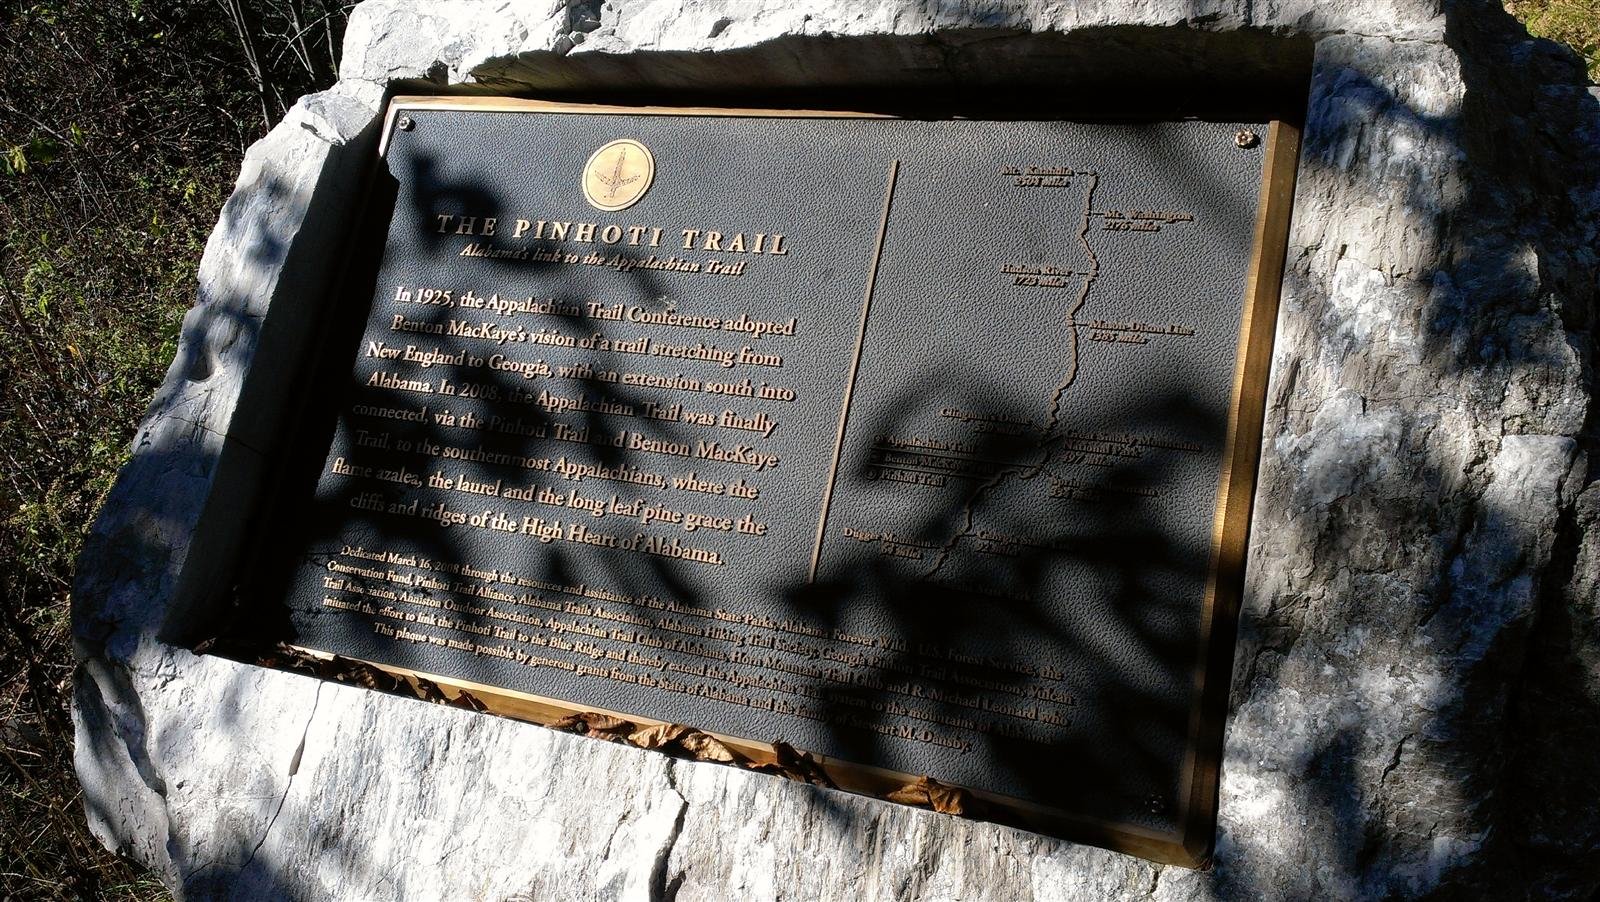 THE PINHOTI TRAIL
Alabama's link to the Appalachian Trail
In 1925, the Appalachian Trail Conference adopted
Benton MacKaye's vision of a trail stretching from
New England to Georgia, with an extension south into
Alabama. In 2008, the Appalachian Trail was finally
connected, via the Pinhoti Trail and Benton MacKaye
Trail, to the southernmost Appalachians, where the
flame azalea, the laurel and the long leaf pine grace the
cliffs and ridges of the High Heart of Alabama.
Dedicated March 16, 2008 through the resources and assistance of the Alabama State Parks, Alabama Forever Wild, U.S. Forest Service, the
Conservation Fund, Pinhoti Trail Alliance, Alabama Trails Association, Alabama Hiking Trail Society, Georgia Pinhoti Trail Association, Vulcan
Trail Association, Anniston Outdoor Association, Appalachian Trail Club of Alabama, Horn Mountain Trail Club and R. Michael Leonard who
initiated the effort to link the Pinhoti Trail to the Blue Ridge and thereby extend the Appalachian Trail system to the mountains of Alabama
This plaque was made possible by generous grants from the State of Alabama and the Family of Stewart M. Dansby.
Mt. Katahdin
Mt. Washington
2176 miles
Hudson River
1723 miles
Mason-Dixon Line
Clingman's
Great Smoky Mountains
National Park
Appalachian Trail
Benton MacKaye Trail
Pinhoti Trail
Dugger Mountain
State Park